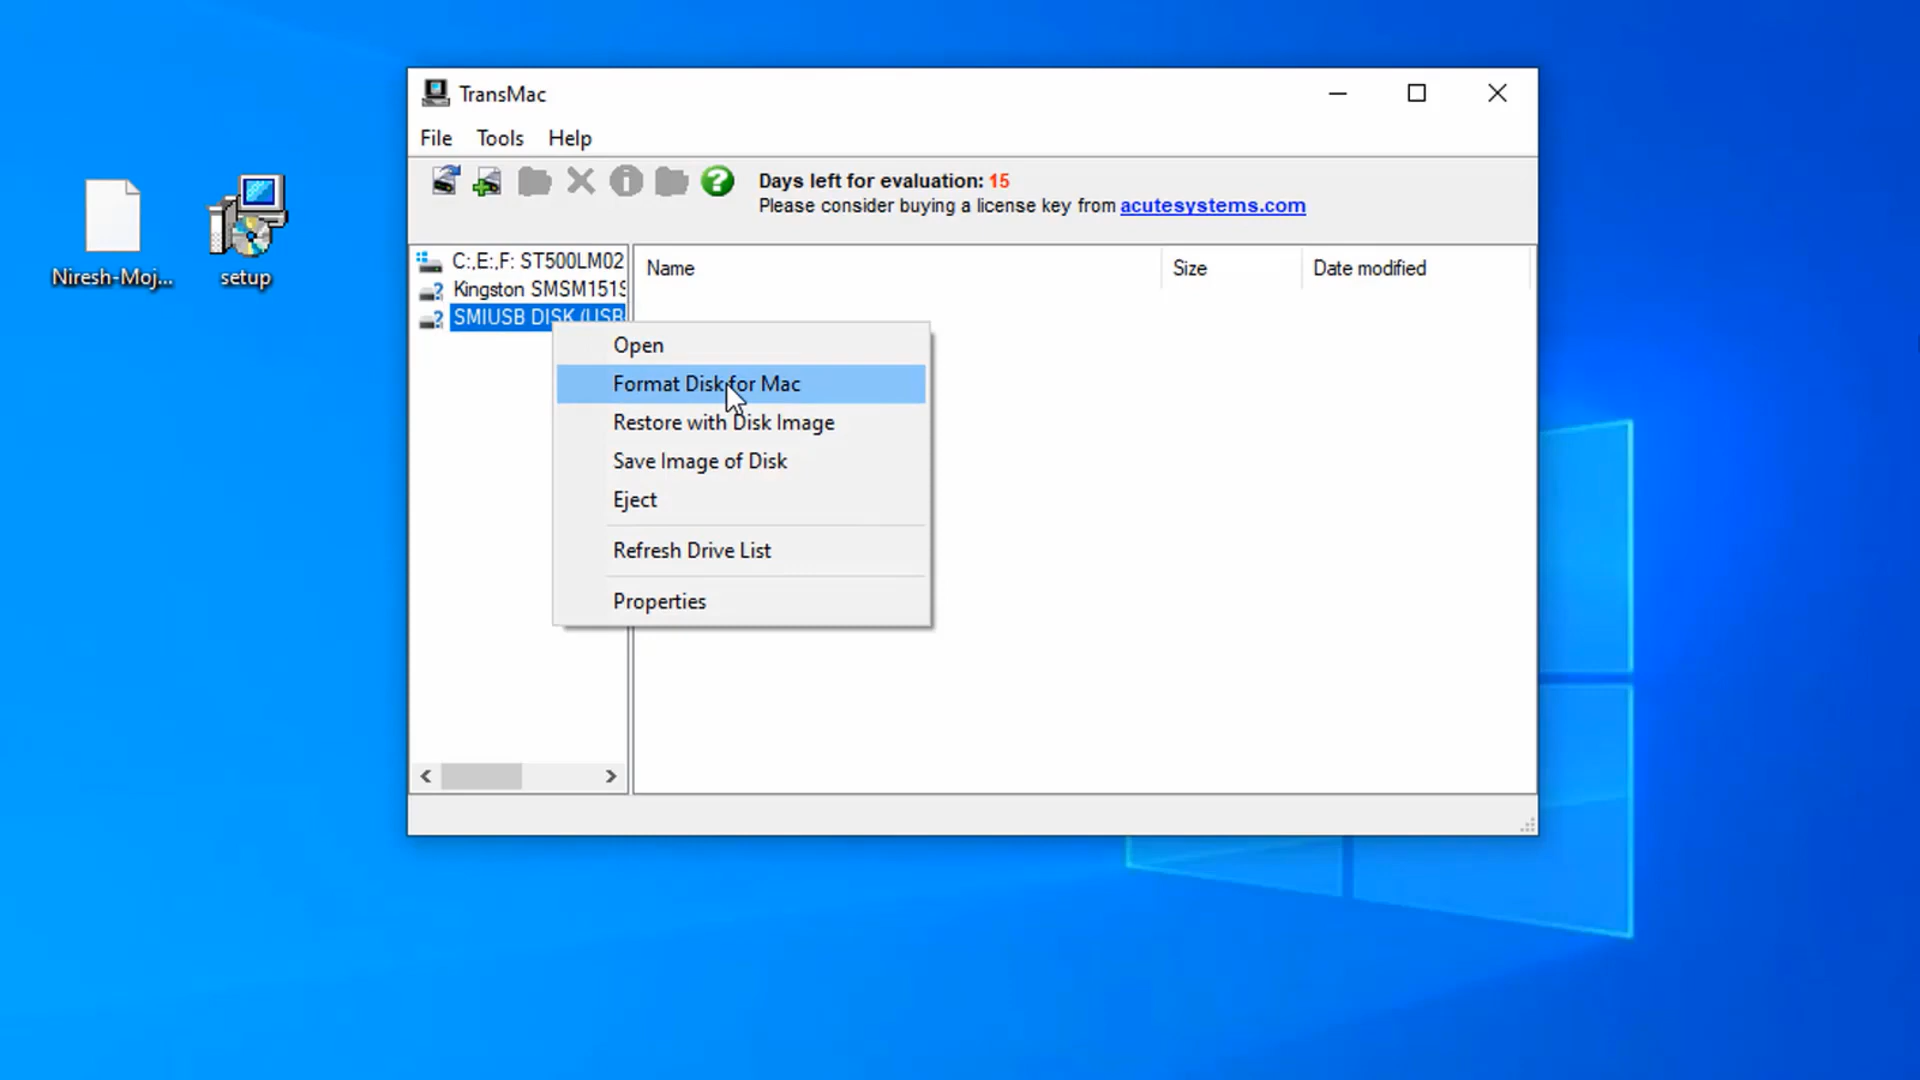 TransMac
File Tools Help
Days left for evaluation: 15
Please consider buying a license key from acutesystems.com
Niresh-Moj...
setup
C:,E:,F: ST500LM02
Kingston SMSM151S
SMIUSB DISK (USB
Name Size Date modified
Open
Format Disk for Mac
Restore with Disk Image
Save Image of Disk
Eject
Refresh Drive List
Properties